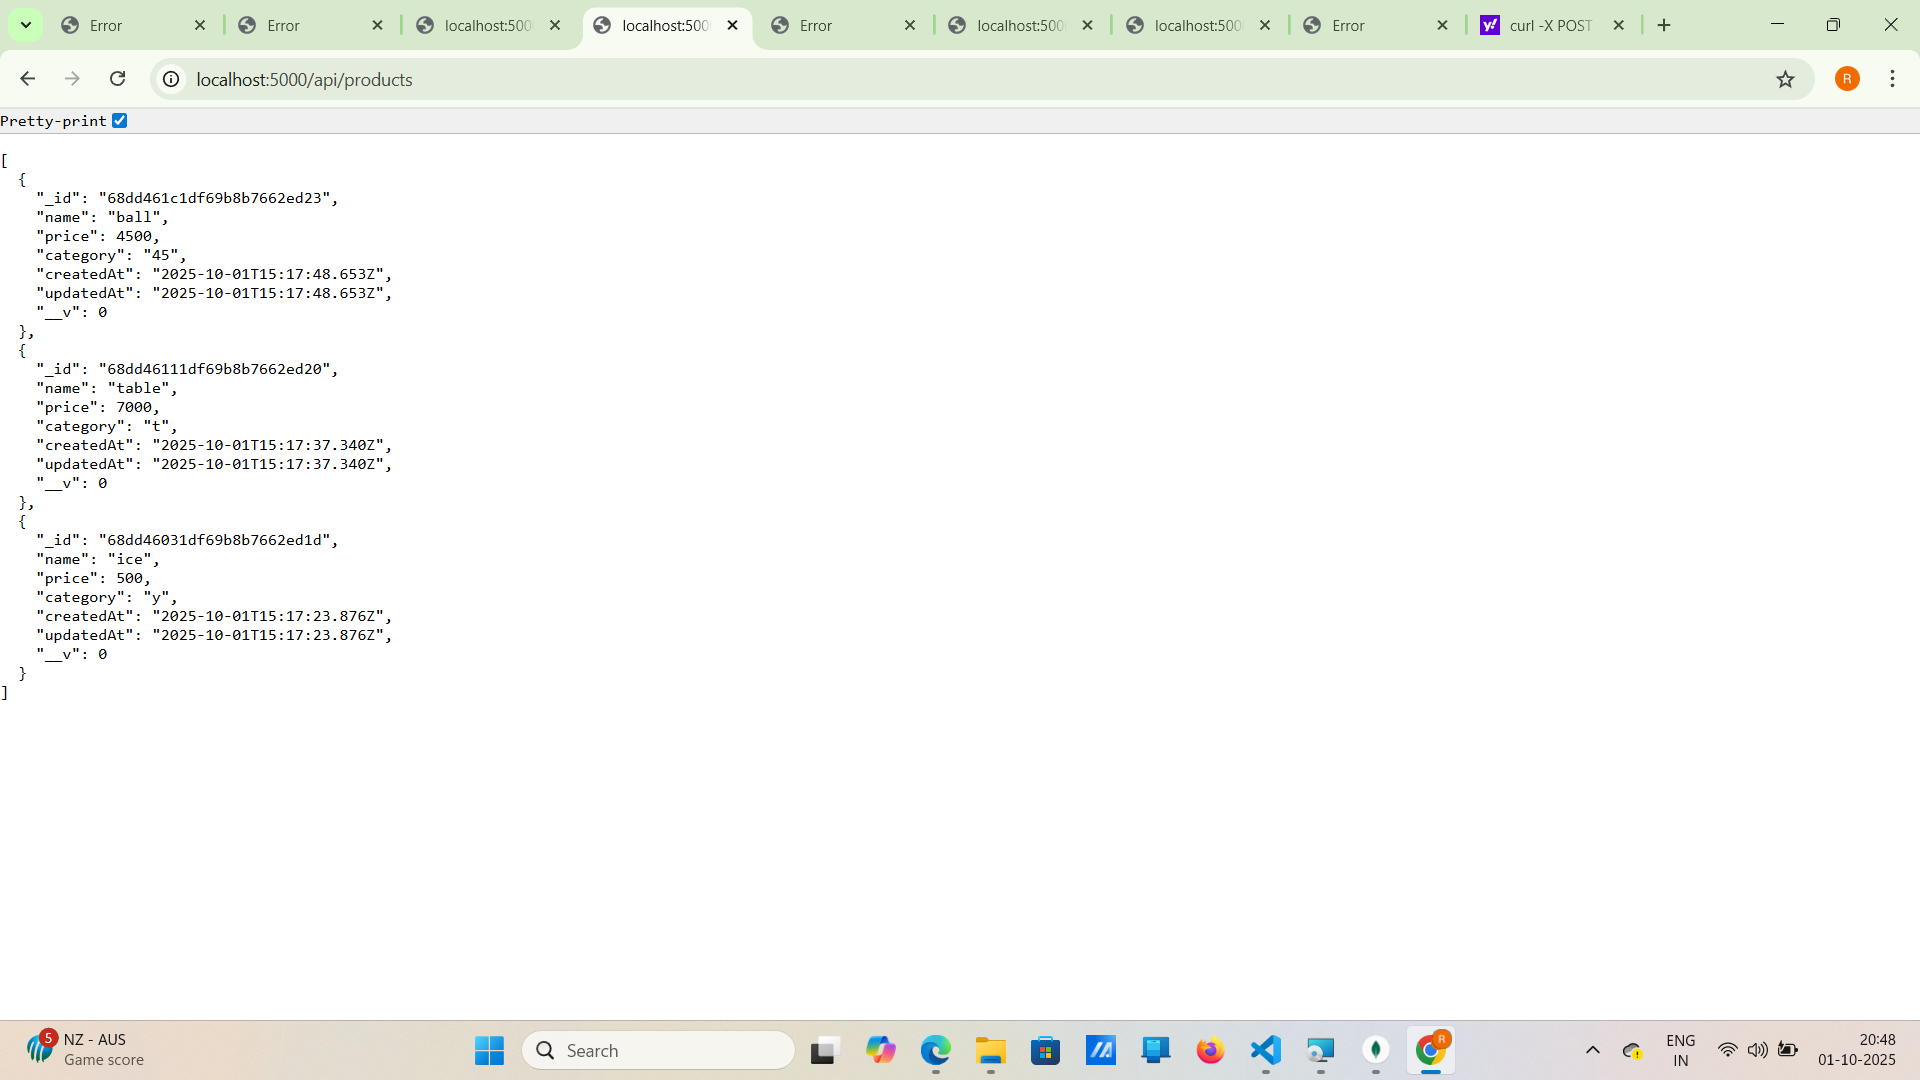 Error
Error
localhost:500
localhost:500
Error
localhost:500
localhost:500
Error
y!
curl -X POST
localhost:5000/api/products
R
Pretty-print
[
{
"_id": "68dd461c1df69b8b7662ed23",
"name": "ball",
"price": 4500,
"category": "45",
"createdAt": "2025-10-01T15:17:48.653Z",
"updatedAt": "2025-10-01T15:17:48.653Z",
"__v": 0
},
{
"_id": "68dd46111df69b8b7662ed20",
"name": "table",
"price": 7000,
"category": "t",
"createdAt": "2025-10-01T15:17:37.340Z",
"updatedAt": "2025-10-01T15:17:37.340Z",
"__v": 0
},
{
"_id": "68dd46031df69b8b7662ed1d",
"name": "ice",
"price": 500,
"category": "y",
"createdAt": "2025-10-01T15:17:23.876Z",
"updatedAt": "2025-10-01T15:17:23.876Z",
"__v": 0
}
]
5
NZ - AUS
Game score
Search
R
ENG
IN
20:48
01-10-2025